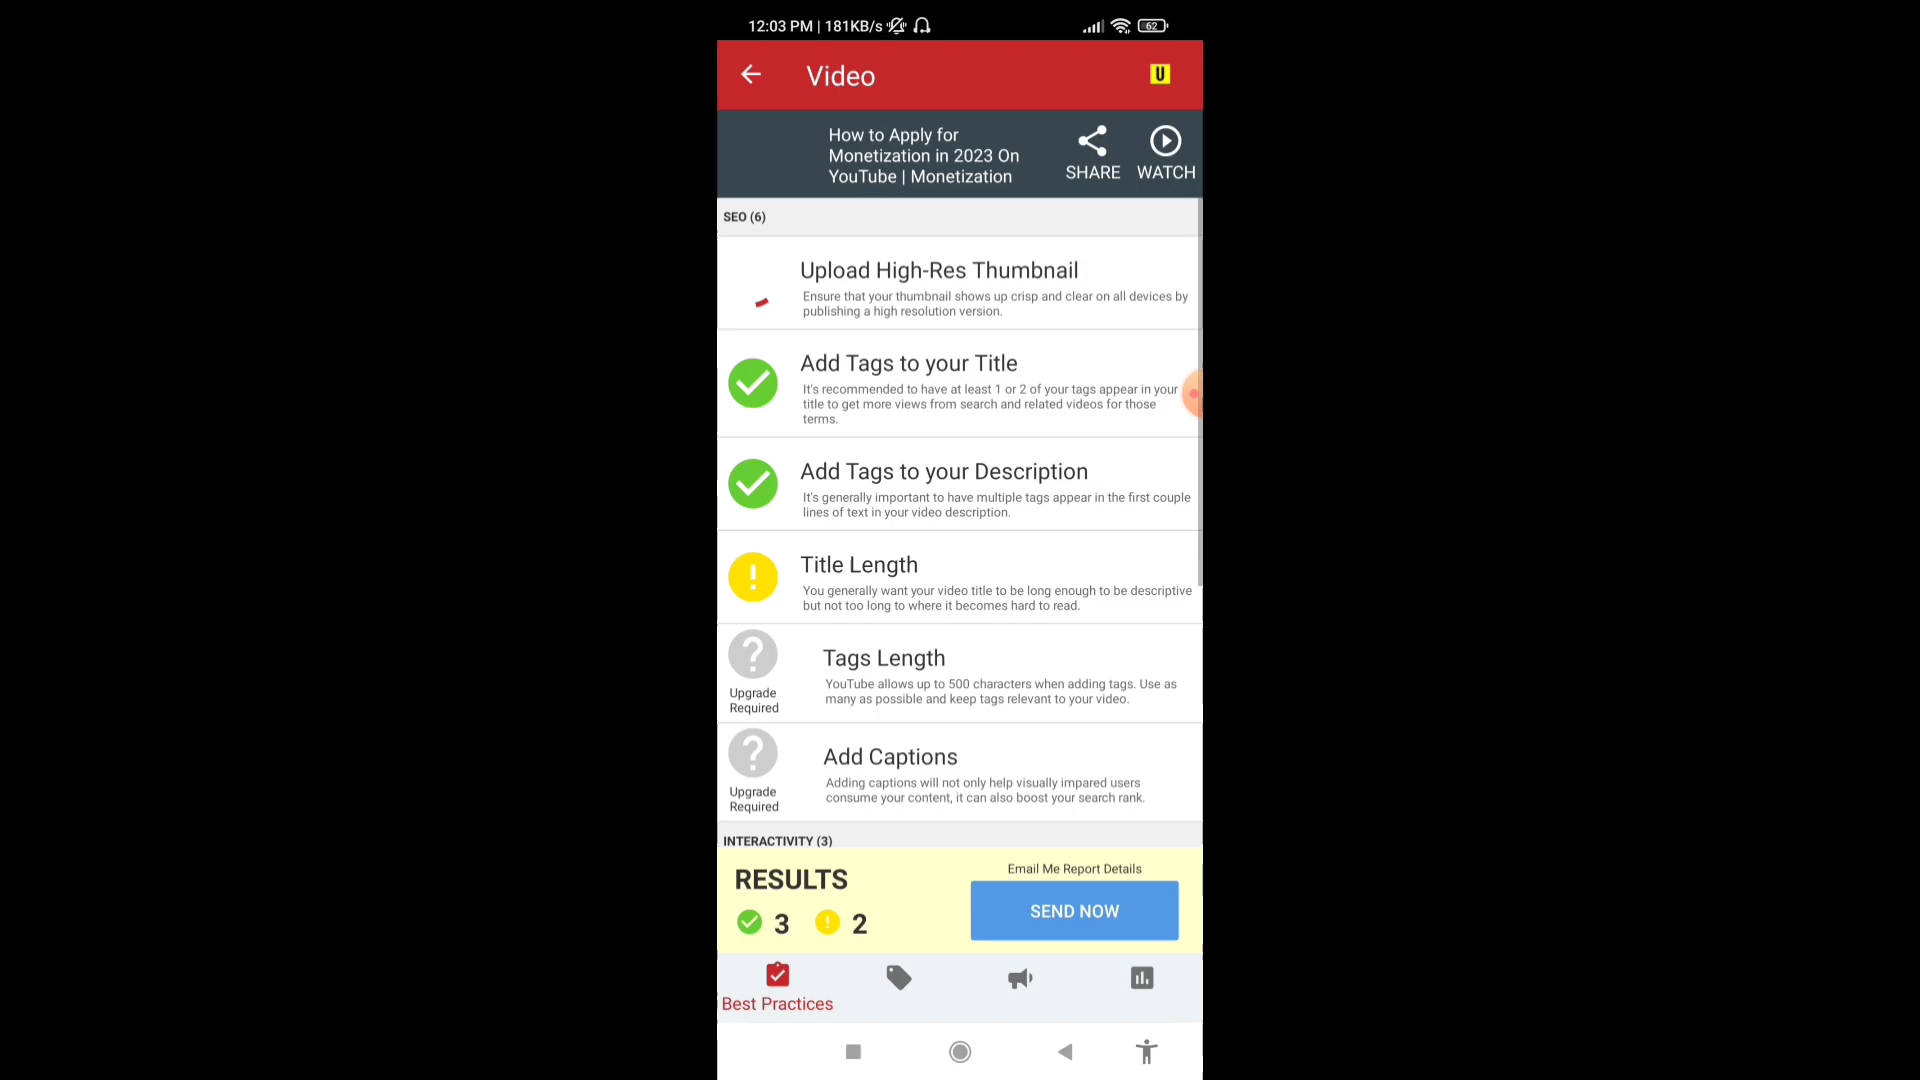 12:03 PM | 181KB/s
62
Video
U
How to Apply for
Monetization in 2023 On
YouTube | Monetization
SHARE
WATCH
SEO (6)
Upload High-Res Thumbnail
Ensure that your thumbnail shows up crisp and clear on all devices by
publishing a high resolution version.
Add Tags to your Title
It's recommended to have at least 1 or 2 of your tags appear in your
title to get more views from search and related videos for those
terms.
Add Tags to your Description
It's generally important to have multiple tags appear in the first couple
lines of text in your video description.
Title Length
You generally want your video title to be long enough to be descriptive
but not too long to where it becomes hard to read.
Upgrade
Required
Tags Length
YouTube allows up to 500 characters when adding tags. Use as
many as possible and keep tags relevant to your video.
Upgrade
Required
Add Captions
Adding captions will not only help visually impared users
consume your content, it can also boost your search rank.
INTERACTIVITY (3)
RESULTS
3
2
Email Me Report Details
SEND NOW
Best Practices